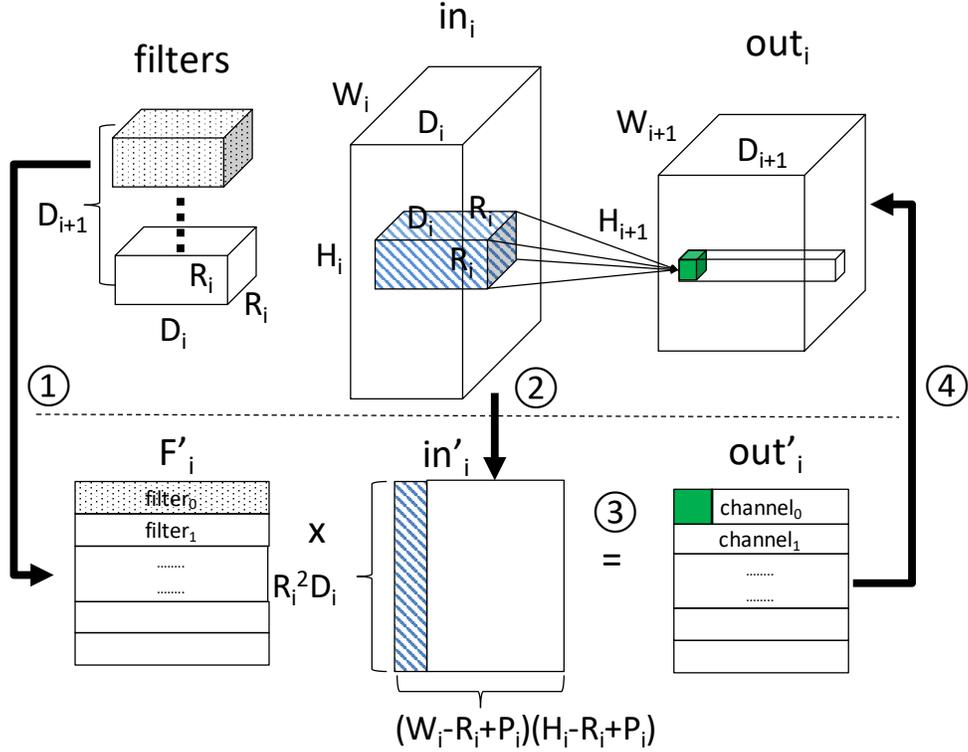 filters
in_i
out_i
W_i
D_i
W_{i+1}
D_{i+1}
D_{i+1}
D_i
R_i
H_{i+1}
H_i
R_i
R_i
R_i
D_i
①
②
④
F'_i
in'_i
out'_i
filter_0
filter_1
........
........
x
R_i^2D_i
③
=
channel_0
channel_1
........
........
(W_i-R_i+P_i)(H_i-R_i+P_i)